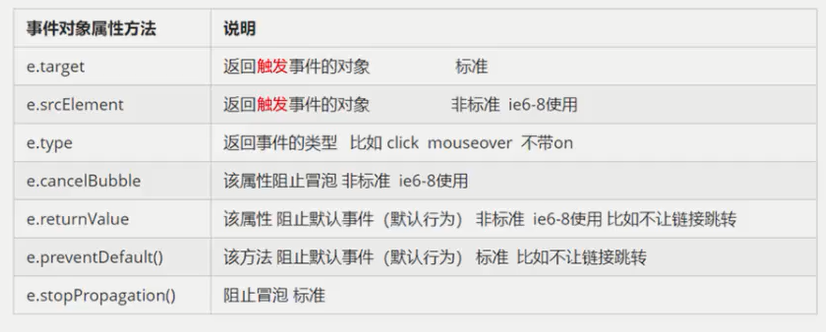 事件对象属性方法 说明
e.target 返回触发事件的对象 标准
e.srcElement 返回触发事件的对象 非标准 ie6-8使用
e.type 返回事件的类型 比如 click mouseover 不带on
e.cancelBubble 该属性阻止冒泡 非标准 ie6-8使用
e.returnValue 该属性 阻止默认事件（默认行为） 非标准 ie6-8使用 比如不让链接跳转
e.preventDefault() 该方法 阻止默认事件（默认行为） 标准 比如不让链接跳转
e.stopPropagation() 阻止冒泡 标准